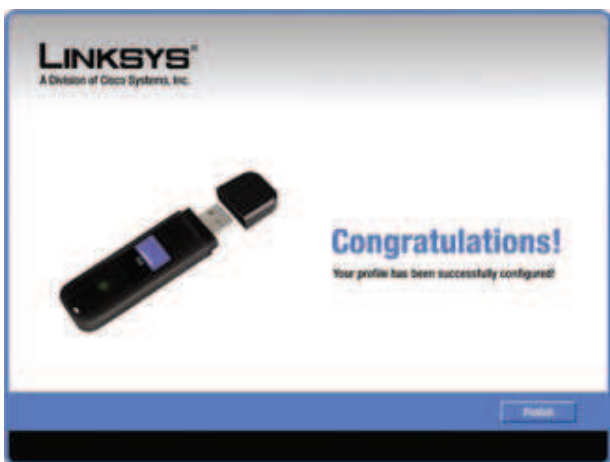 LINKSYS®
A Division of Cisco Systems, Inc.
Congratulations!
Your profile has been successfully configured!
Finish